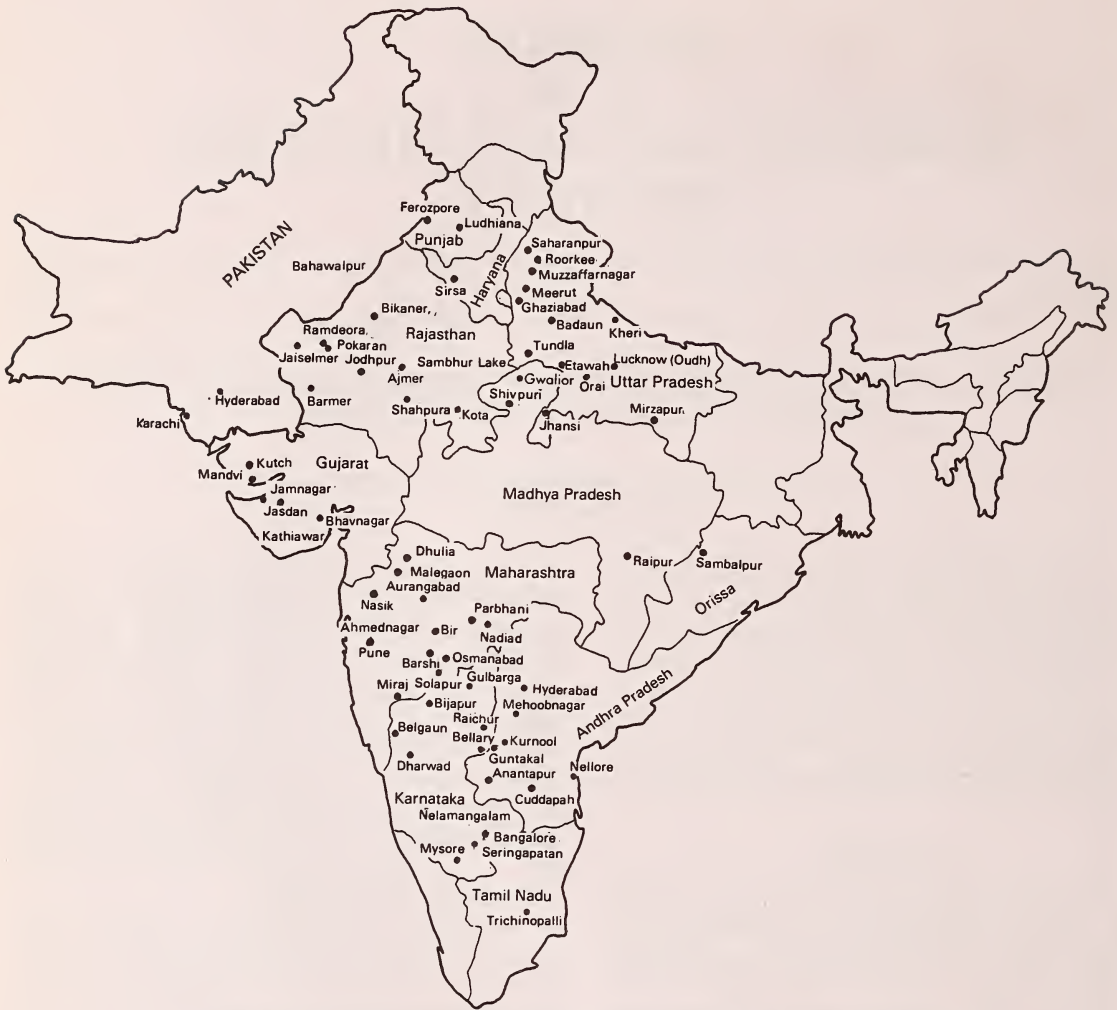 Ferozpore
Ludhiana
Punjab
PAKISTAN
Saharanpur
Roorkee
Muzzaffarnagar
Bahawalpur
Haryana
Sirsa
Meerut
Ghaziabad
Bikaner
Badaun
Kheri
Ramdeora
Rajasthan
Pokaran
Tundla
Jaiselmer
Jodhpur
Sambhur Lake
Etawah
Lucknow (Oudh)
Ajmer
Gwalior
Orai
Uttar Pradesh
Hyderabad
Barmer
Shivpuri
Karachi
Shahpura
Kota
Jhansi
Mirzapur
Kutch
Gujarat
Mandvi
Jamnagar
Madhya Pradesh
Jasdan
Bhavnagar
Kathiawar
Dhulia
Raipur
Sambalpur
Malegaon
Maharashtra
Aurangabad
Orissa
Nasik
Parbhani
Ahmednagar
Bir
Nadiad
Pune
Barshi
Osmanabad
Solapur
Gulbarga
Miraj
Hyderabad
Bijapur
Mehoobnagar
Andhra Pradesh
Raichur
Belgaun
Bellary
Kurnool
Guntakal
Dharwad
Nellore
Anantapur
Karnataka
Cuddapah
Nelamangalam
Bangalore
Mysore
Seringapatan
Tamil Nadu
Trichinopalli